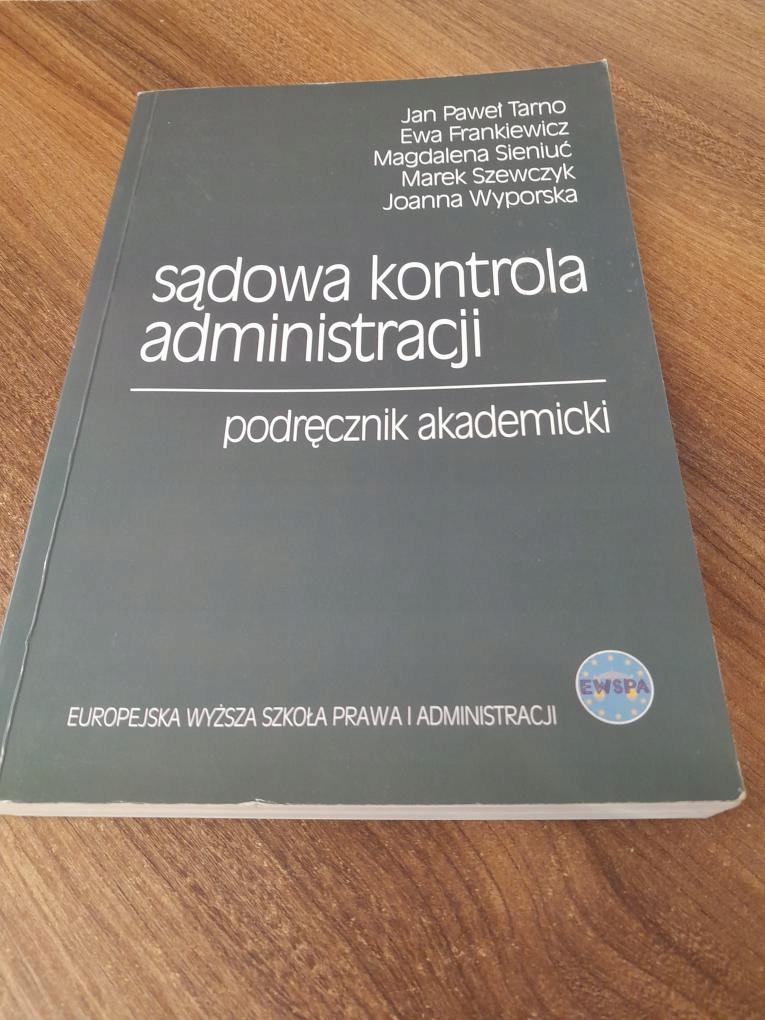 Jan Paweł Tarno
Ewa Frankiewicz
Magdalena Sieniuć
Marek Szewczyk
Joanna Wyporska
sądowa kontrola
administracji
podręcznik akademicki
EWSPA
EUROPEJSKA WYŻSZA SZKOŁA PRAWA I ADMINISTRACJI